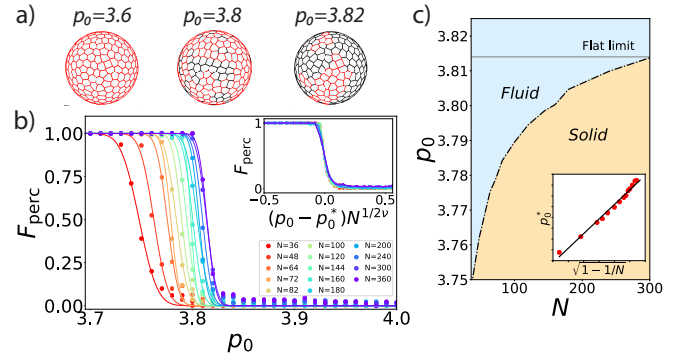 a)
p₀=3.6
p₀=3.8
p₀=3.82
b)
F_perc
1.00
0.75
0.50
0.25
0.00
3.7
3.8
3.9
4.0
p₀
F_perc
1
0
-0.5
0.0
0.5
(p₀ − p₀*)N^{1/2ν}
N=36
N=48
N=64
N=72
N=82
N=100
N=120
N=144
N=160
N=180
N=200
N=240
N=300
N=360
c)
p₀
3.82
3.81
3.80
3.79
3.78
3.77
3.76
3.75
Flat limit
Fluid
Solid
p₀*
√1 − 1/N
100
200
300
N